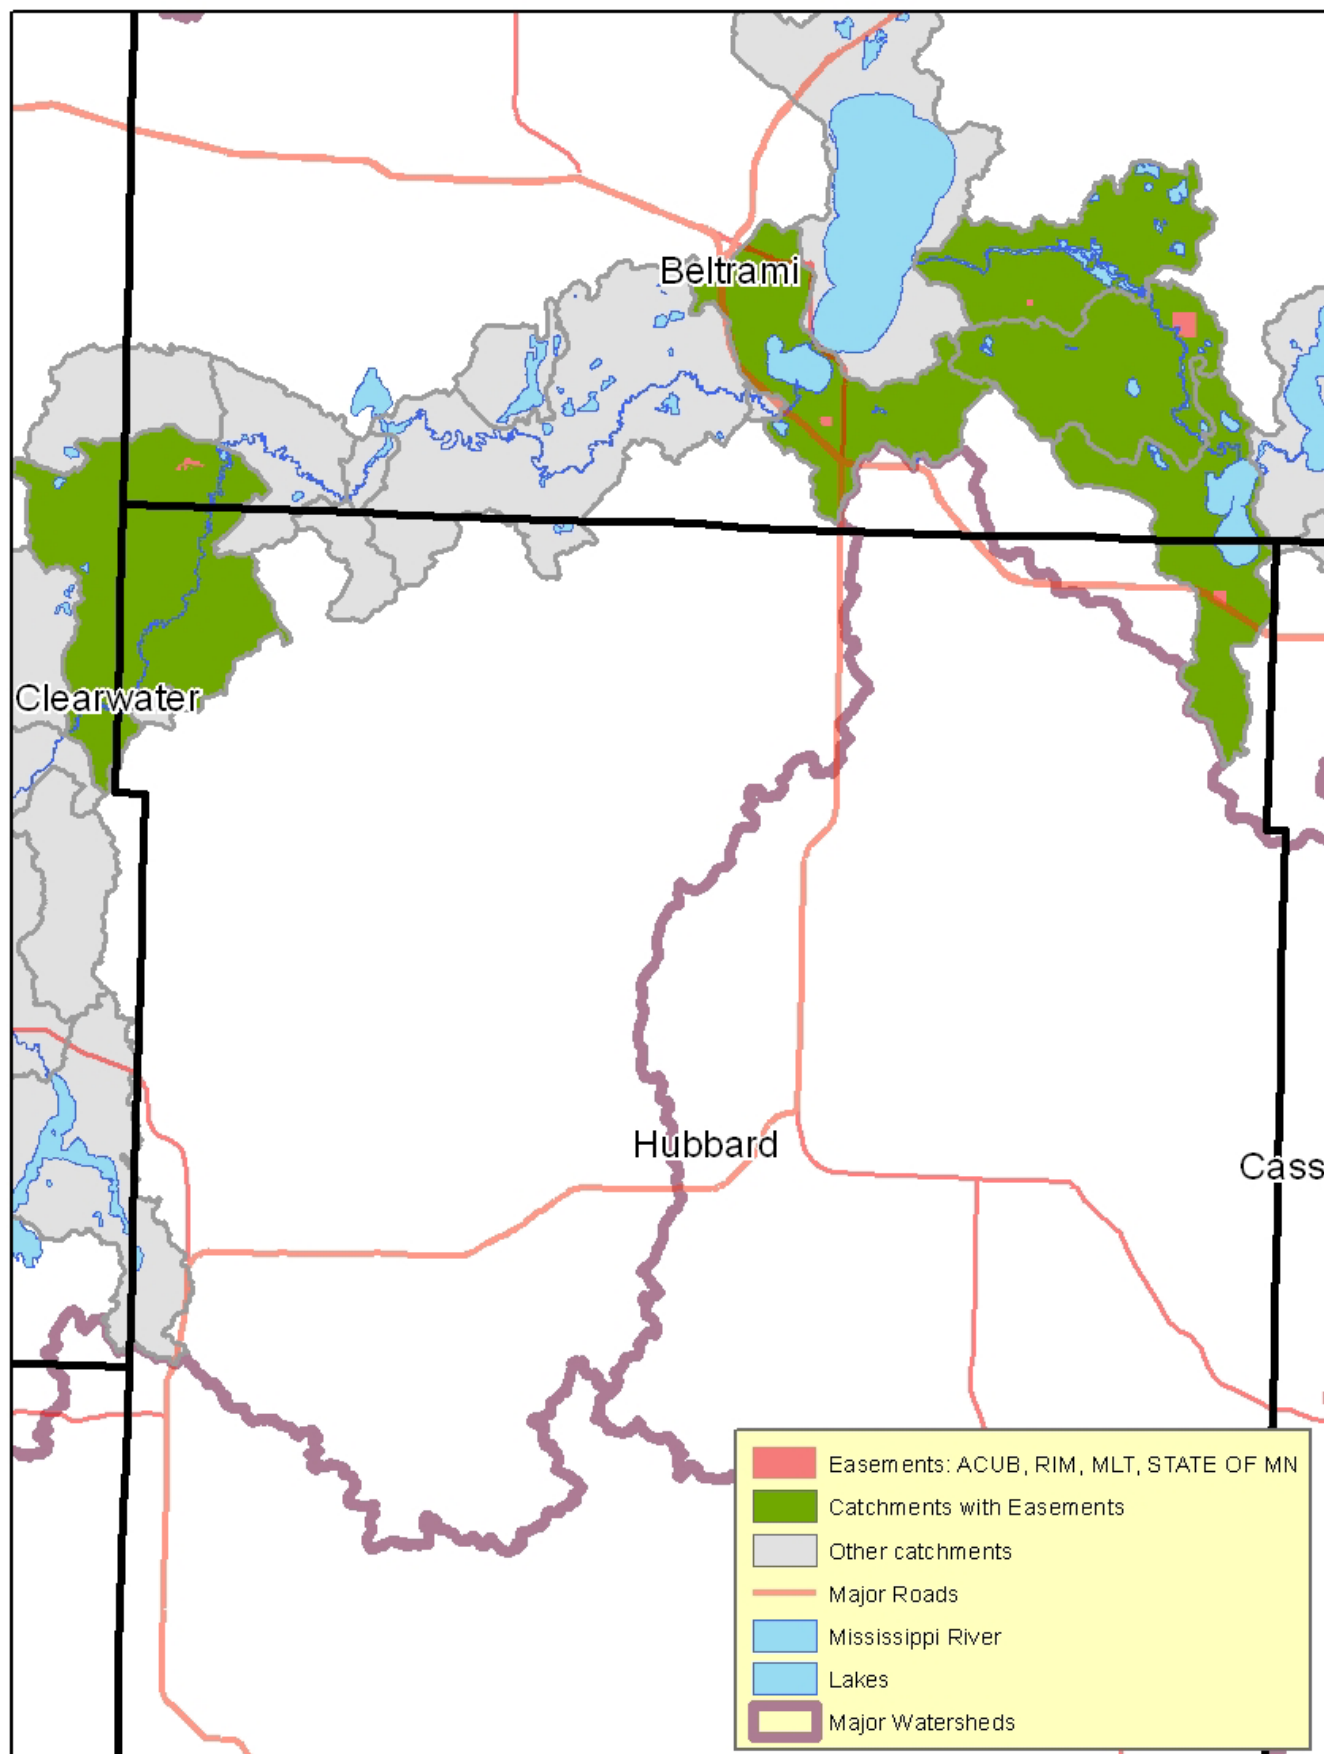 Beltrami
Clearwater
Hubbard
Cass
Easements: ACUB, RIM, MLT, STATE OF MN
Catchments with Easements
Other catchments
Major Roads
Mississippi River
Lakes
Major Watersheds